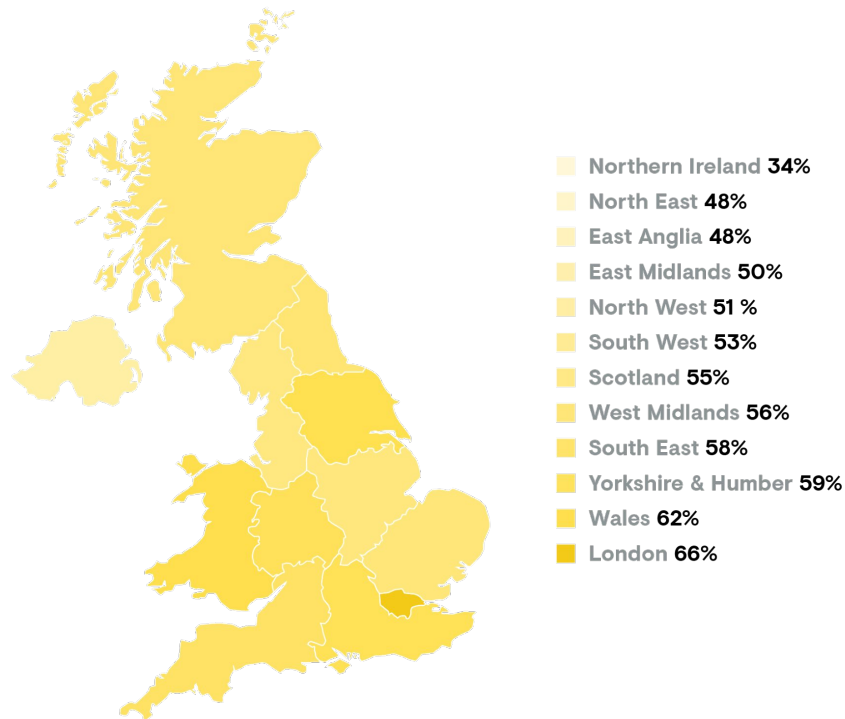 Northern Ireland 34%
North East 48%
East Anglia 48%
East Midlands 50%
North West 51 %
South West 53%
Scotland 55%
West Midlands 56%
South East 58%
Yorkshire & Humber 59%
Wales 62%
London 66%